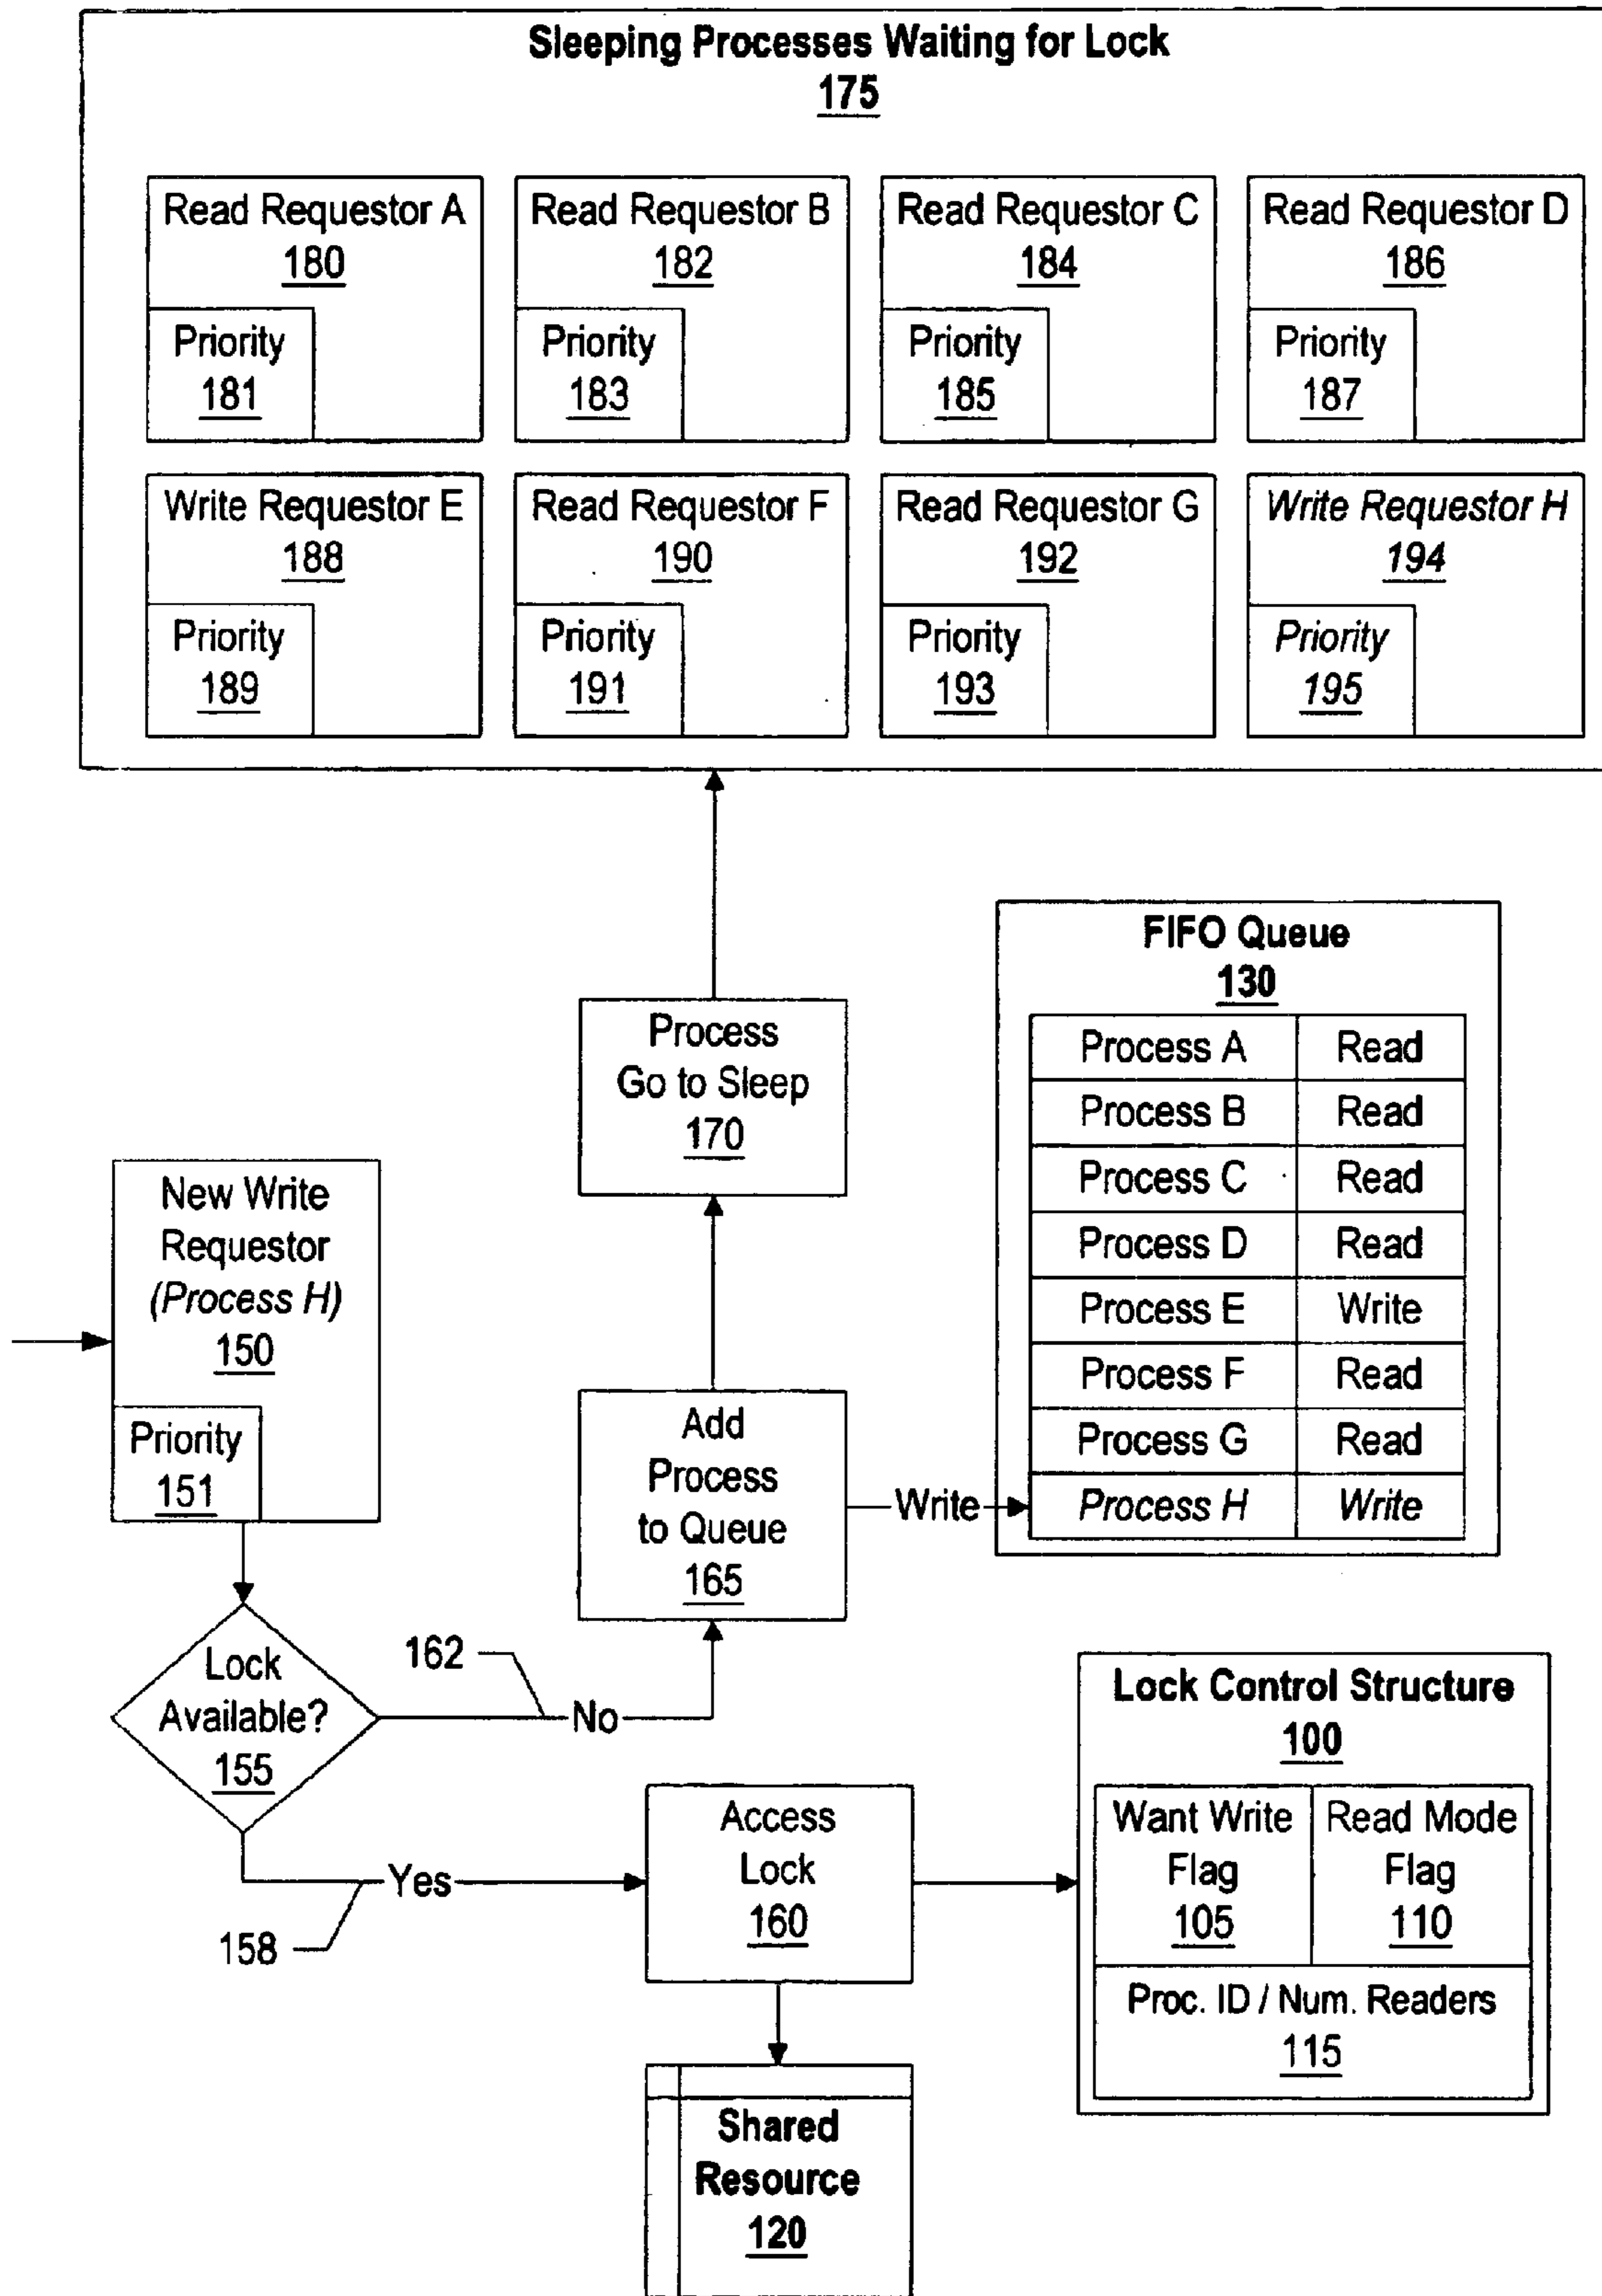 Sleeping Processes Waiting for Lock
175
Read Requestor A
180
Priority
181
Read Requestor B
182
Priority
183
Read Requestor C
184
Priority
185
Read Requestor D
186
Priority
187
Write Requestor E
188
Priority
189
Read Requestor F
190
Priority
191
Read Requestor G
192
Priority
193
Write Requestor H
194
Priority
195
FIFO Queue
130
Process A Read
Process B Read
Process C Read
Process D Read
Process E Write
Process F Read
Process G Read
Process H Write
Process
Go to Sleep
170
New Write
Requestor
(Process H)
150
Priority
151
Add
Process
to Queue
165
Write
Lock
Available?
155
162
No
Yes
158
Access
Lock
160
Lock Control Structure
100
Want Write
Flag
105
Read Mode
Flag
110
Proc. ID / Num. Readers
115
Shared
Resource
120